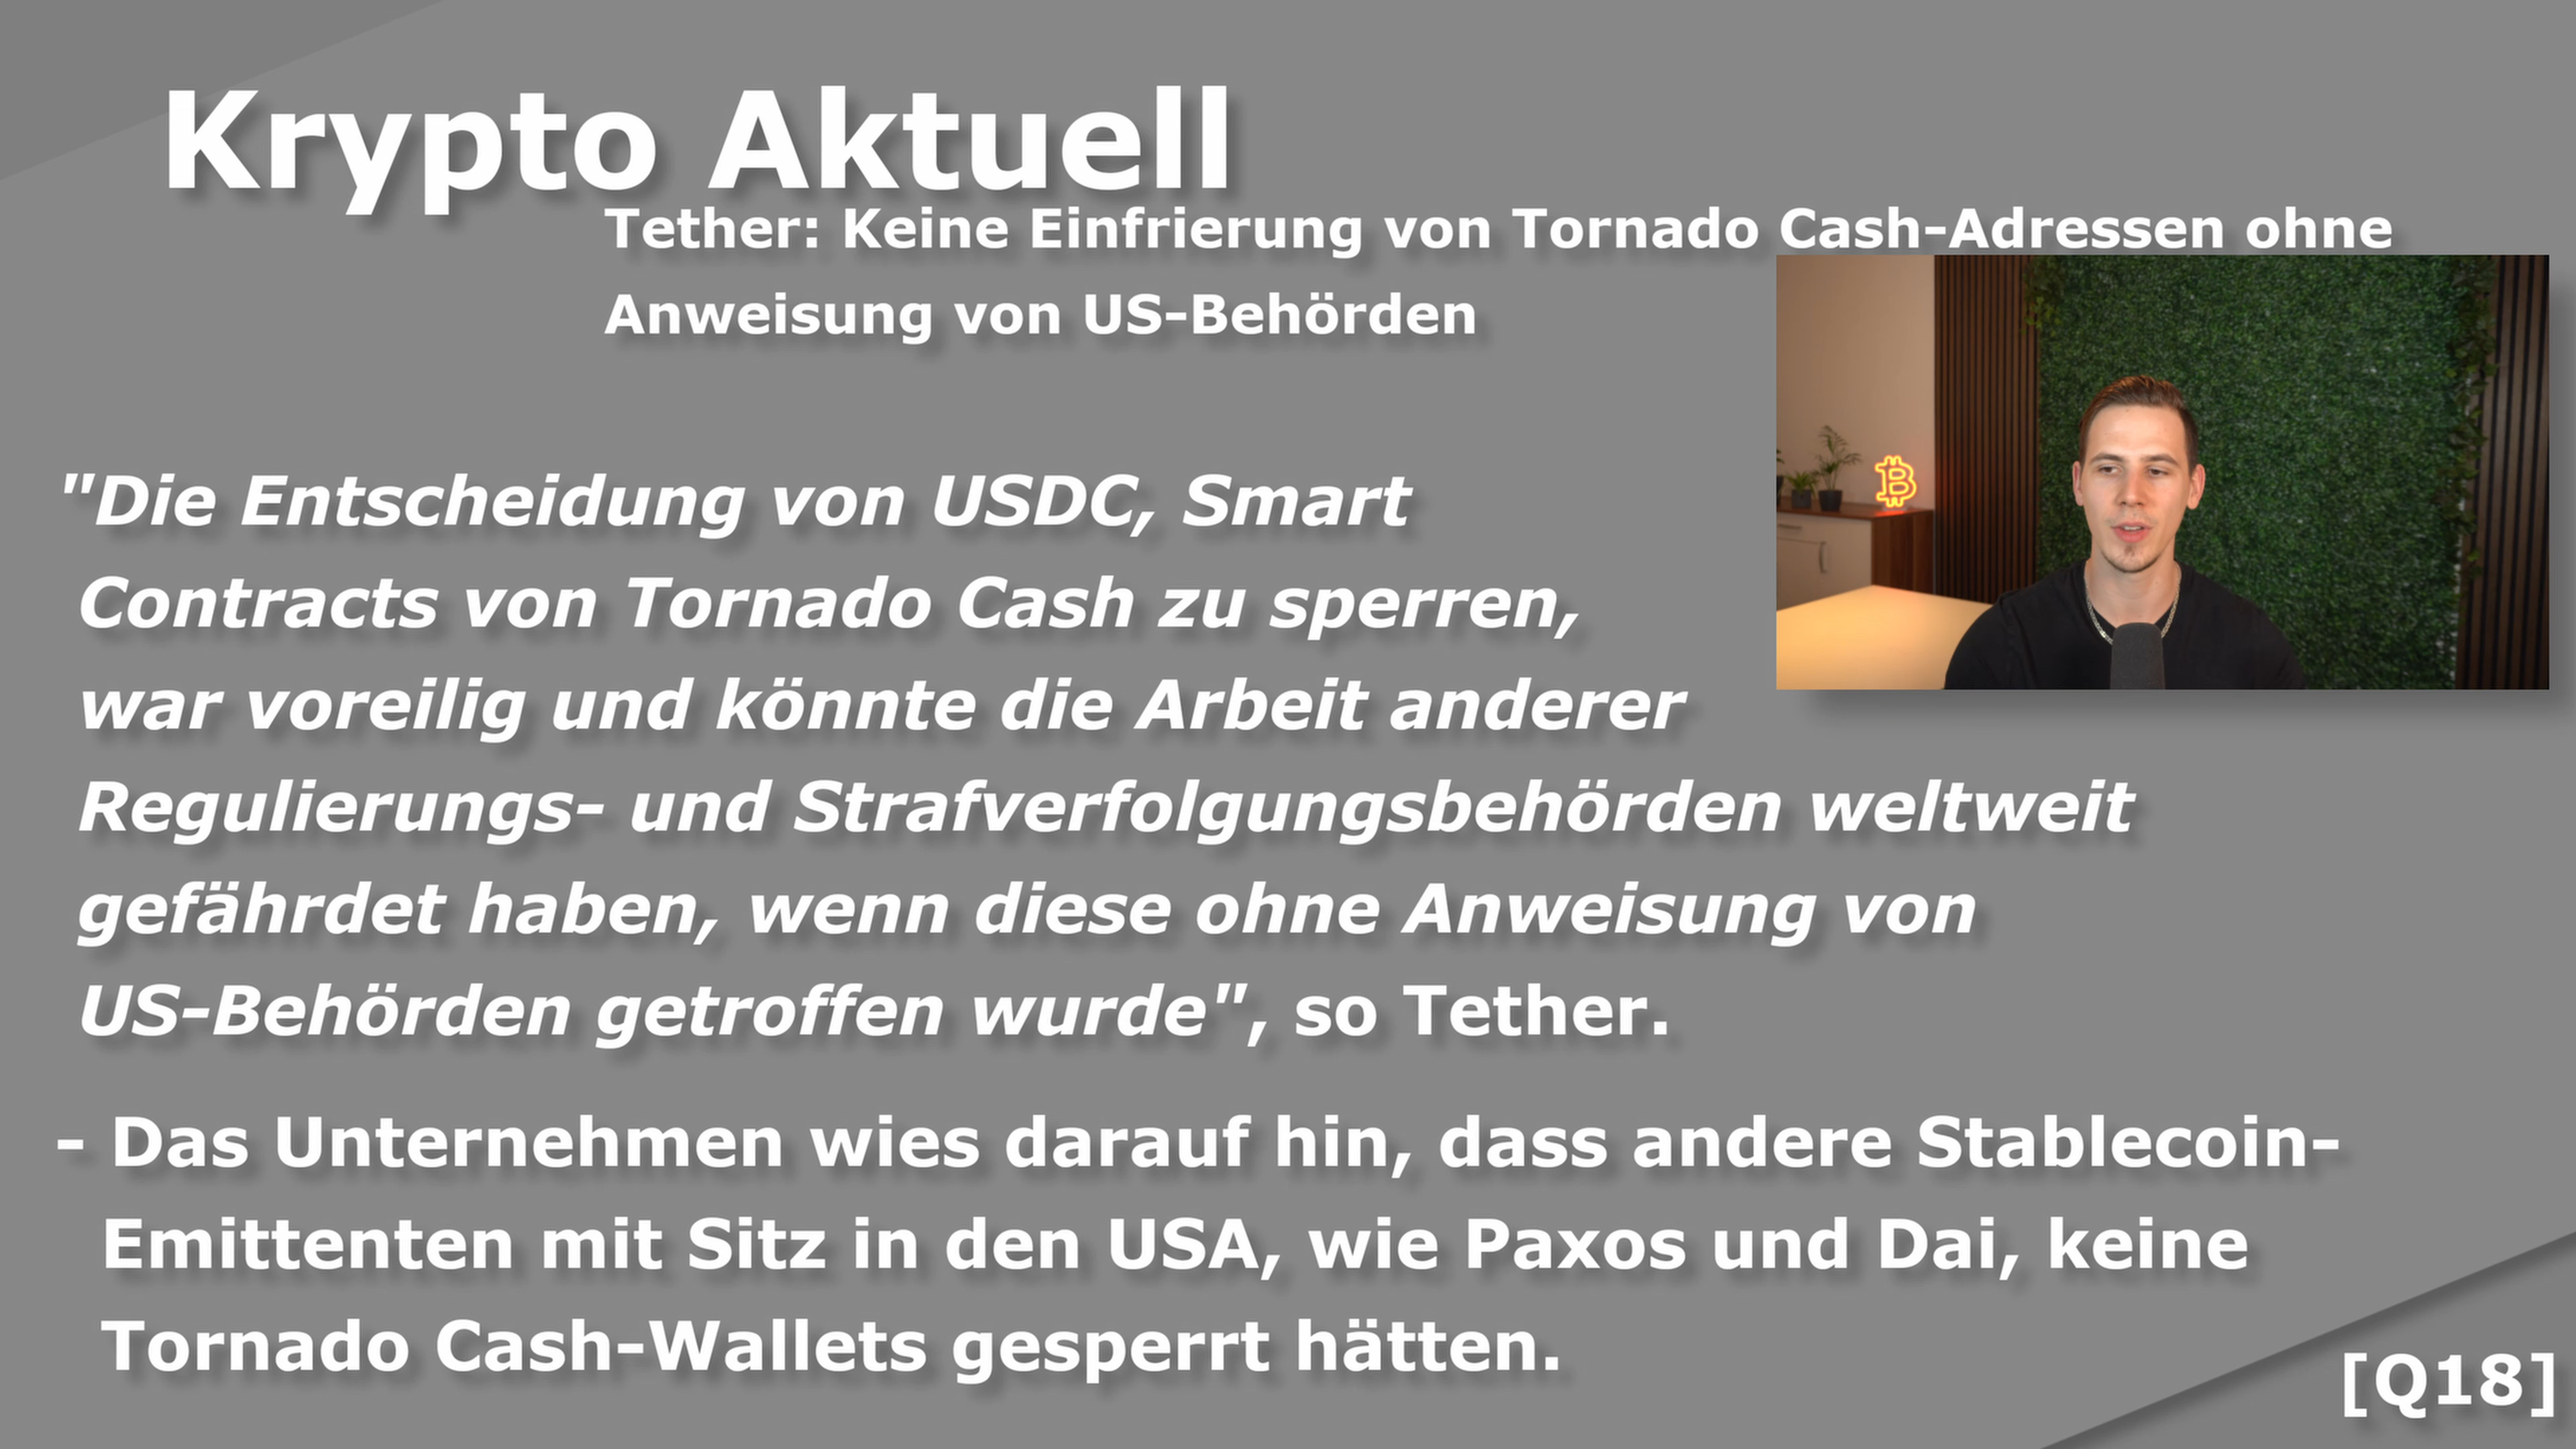 Krypto Aktuell
Tether: Keine Einfrierung von Tornado Cash-Adressen ohne
Anweisung von US-Behörden
"Die Entscheidung von USDC, Smart
Contracts von Tornado Cash zu sperren,
war voreilig und könnte die Arbeit anderer
Regulierungs- und Strafverfolgungsbehörden weltweit
gefährdet haben, wenn diese ohne Anweisung von
US-Behörden getroffen wurde", so Tether.
- Das Unternehmen wies darauf hin, dass andere Stablecoin-
Emittenten mit Sitz in den USA, wie Paxos und Dai, keine
Tornado Cash-Wallets gesperrt hätten.
[Q18]